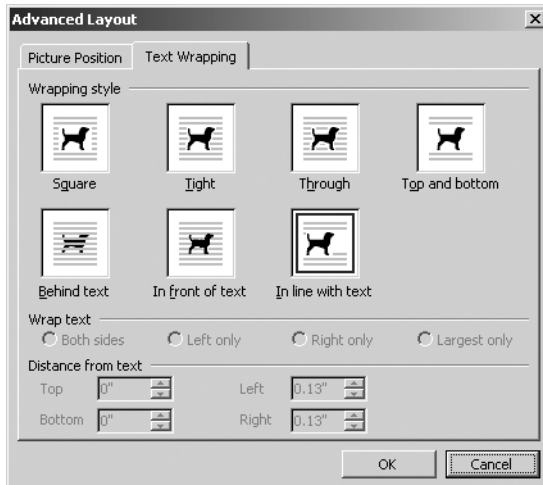 Advanced Layout
Picture Position Text Wrapping
Wrapping style
Square Tight Through Top and bottom
Behind text In front of text In line with text
Wrap text
Both sides Left only Right only Largest only
Distance from text
Top 0" Left 0.13"
Bottom 0" Right 0.13"
OK Cancel